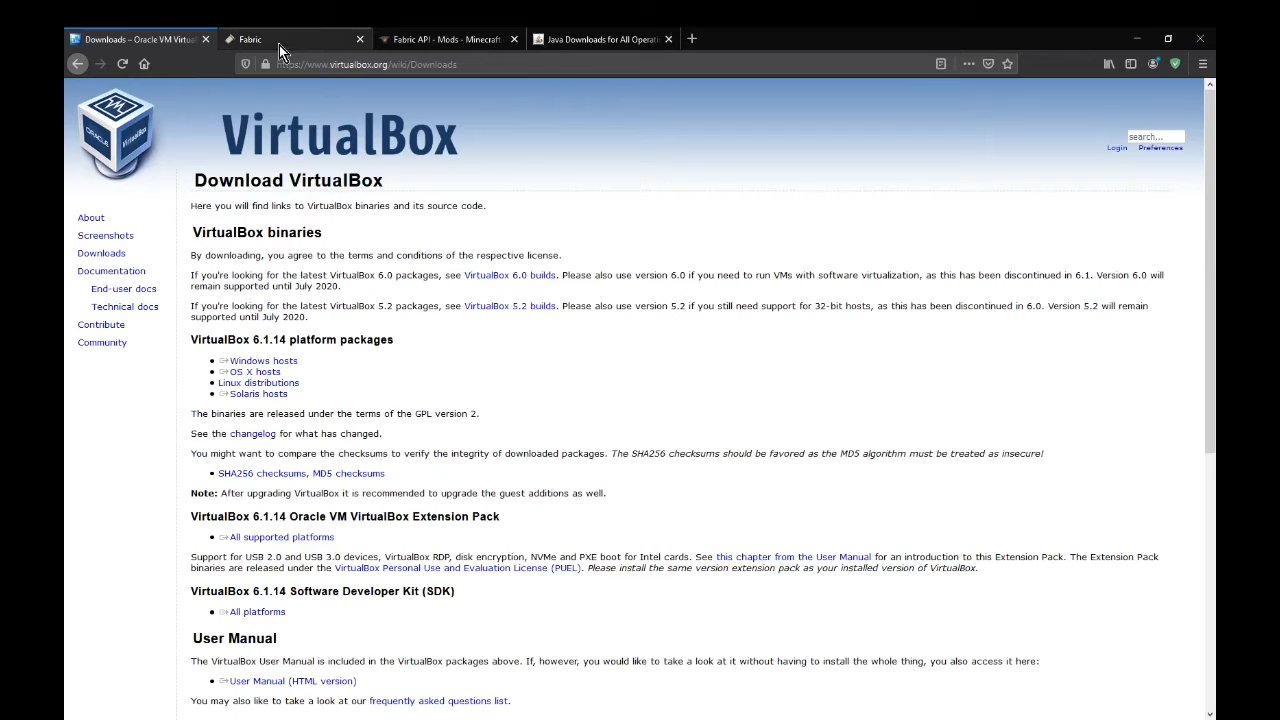 Downloads – Oracle VM Virtual
Fabric
Fabric API - Mods - Minecraft
Java Downloads for All Operati
https://www.virtualbox.org/wiki/Downloads
ORACLE
VirtualBox
VirtualBox
search...
Login
Preferences
Download VirtualBox
Here you will find links to VirtualBox binaries and its source code.
About
Screenshots
Downloads
Documentation
End-user docs
Technical docs
Contribute
Community
VirtualBox binaries
By downloading, you agree to the terms and conditions of the respective license.
If you're looking for the latest VirtualBox 6.0 packages, see VirtualBox 6.0 builds. Please also use version 6.0 if you need to run VMs with software virtualization, as this has been discontinued in 6.1. Version 6.0 will
remain supported until July 2020.
If you're looking for the latest VirtualBox 5.2 packages, see VirtualBox 5.2 builds. Please also use version 5.2 if you still need support for 32-bit hosts, as this has been discontinued in 6.0. Version 5.2 will remain
supported until July 2020.
VirtualBox 6.1.14 platform packages
Windows hosts
OS X hosts
Linux distributions
Solaris hosts
The binaries are released under the terms of the GPL version 2.
See the changelog for what has changed.
You might want to compare the checksums to verify the integrity of downloaded packages. The SHA256 checksums should be favored as the MD5 algorithm must be treated as insecure!
SHA256 checksums, MD5 checksums
Note: After upgrading VirtualBox it is recommended to upgrade the guest additions as well.
VirtualBox 6.1.14 Oracle VM VirtualBox Extension Pack
All supported platforms
Support for USB 2.0 and USB 3.0 devices, VirtualBox RDP, disk encryption, NVMe and PXE boot for Intel cards. See this chapter from the User Manual for an introduction to this Extension Pack. The Extension Pack
binaries are released under the VirtualBox Personal Use and Evaluation License (PUEL). Please install the same version extension pack as your installed version of VirtualBox.
VirtualBox 6.1.14 Software Developer Kit (SDK)
All platforms
User Manual
The VirtualBox User Manual is included in the VirtualBox packages above. If, however, you would like to take a look at it without having to install the whole thing, you also access it here:
User Manual (HTML version)
You may also like to take a look at our frequently asked questions list.